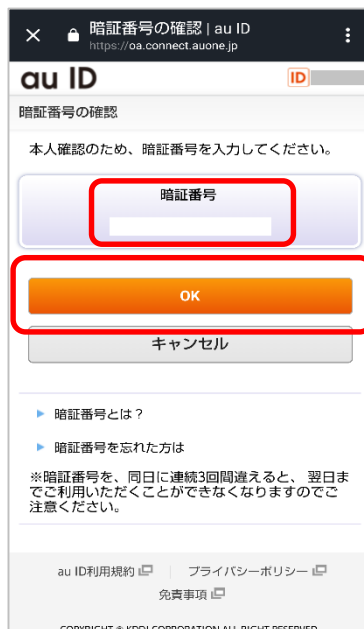 暗証番号の確認 | au ID
https://oa.connect.auone.jp
au ID
ID
暗証番号の確認
本人確認のため、暗証番号を入力してください。
暗証番号
OK
キャンセル
暗証番号とは？
暗証番号を忘れた方は
※暗証番号を、同日に連続3回間違えると、 翌日ま
でご利用いただくことができなくなりますのでご
注意ください。
au ID利用規約 プライバシーポリシー
免責事項
COPYRIGHT © KDDI CORPORATION ALL RIGHT RESERVED